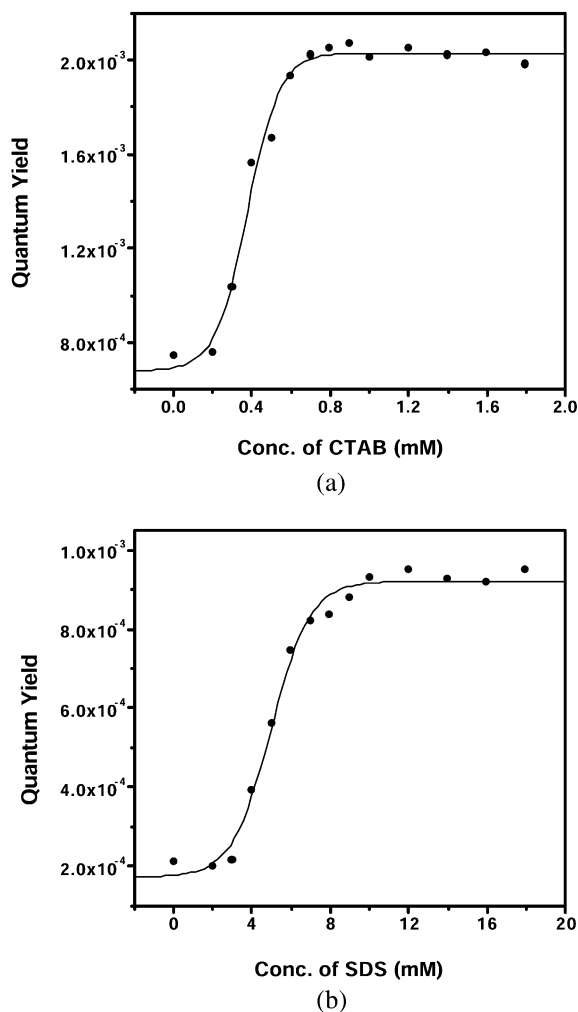 2.0x10-3
1.6x10-3
1.2x10-3
8.0x10-4
Quantum Yield
0.0 0.4 0.8 1.2 1.6 2.0
Conc. of CTAB (mM)
(a)
1.0x10-3
8.0x10-4
6.0x10-4
4.0x10-4
2.0x10-4
Quantum Yield
0 4 8 12 16 20
Conc. of SDS (mM)
(b)